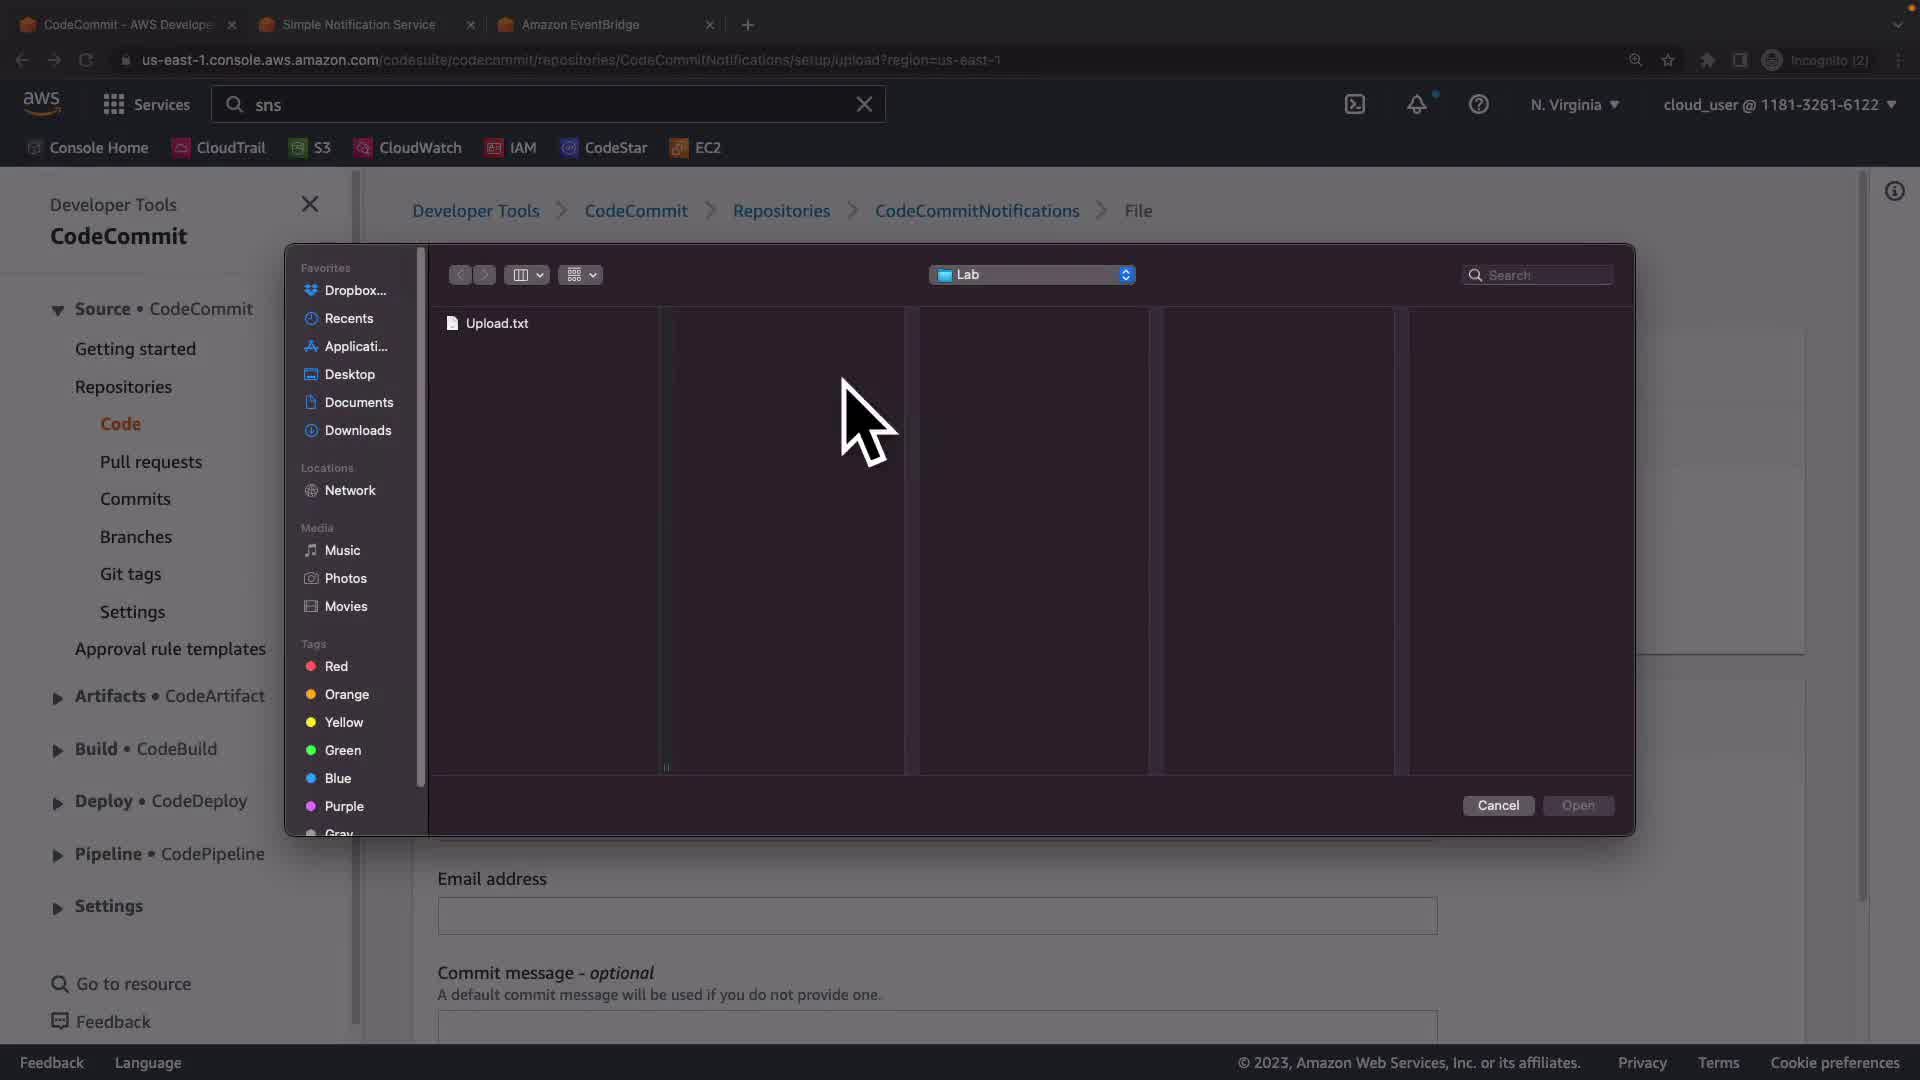 CodeCommit - AWS Develope
Simple Notification Service
Amazon EventBridge
us-east-1.console.aws.amazon.com/codesuite/codecommit/repositories/CodeCommitNotifications/setup/upload?region=us-east-1
Incognito (2)
aws
Services
sns
N. Virginia
cloud_user @ 1181-3261-6122
Console Home
CloudTrail
S3
CloudWatch
IAM
CodeStar
EC2
Developer Tools
CodeCommit
Source • CodeCommit
Getting started
Repositories
Code
Pull requests
Commits
Branches
Git tags
Settings
Approval rule templates
Artifacts • CodeArtifact
Build • CodeBuild
Deploy • CodeDeploy
Pipeline • CodePipeline
Settings
Go to resource
Feedback
Developer Tools
CodeCommit
Repositories
CodeCommitNotifications
File
Favorites
Dropbox...
Recents
Applicati...
Desktop
Documents
Downloads
Locations
Network
Media
Music
Photos
Movies
Tags
Red
Orange
Yellow
Green
Blue
Purple
Gray
Lab
Search
Upload.txt
Cancel
Open
Email address
Commit message - optional
A default commit message will be used if you do not provide one.
Feedback
Language
© 2023, Amazon Web Services, Inc. or its affiliates.
Privacy
Terms
Cookie preferences